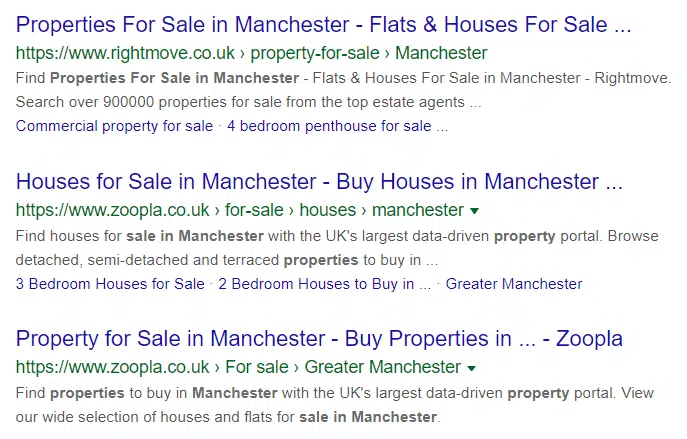 Properties For Sale in Manchester - Flats & Houses For Sale ...
https://www.rightmove.co.uk › property-for-sale › Manchester
Find Properties For Sale in Manchester - Flats & Houses For Sale in Manchester - Rightmove.
Search over 900000 properties for sale from the top estate agents ...
Commercial property for sale · 4 bedroom penthouse for sale ...
Houses for Sale in Manchester - Buy Houses in Manchester ...
https://www.zoopla.co.uk › for-sale › houses › manchester
Find houses for sale in Manchester with the UK's largest data-driven property portal. Browse
detached, semi-detached and terraced properties to buy in ...
3 Bedroom Houses for Sale · 2 Bedroom Houses to Buy in ... · Greater Manchester
Property for Sale in Manchester - Buy Properties in ... - Zoopla
https://www.zoopla.co.uk › For sale › Greater Manchester
Find properties to buy in Manchester with the UK's largest data-driven property portal. View
our wide selection of houses and flats for sale in Manchester.